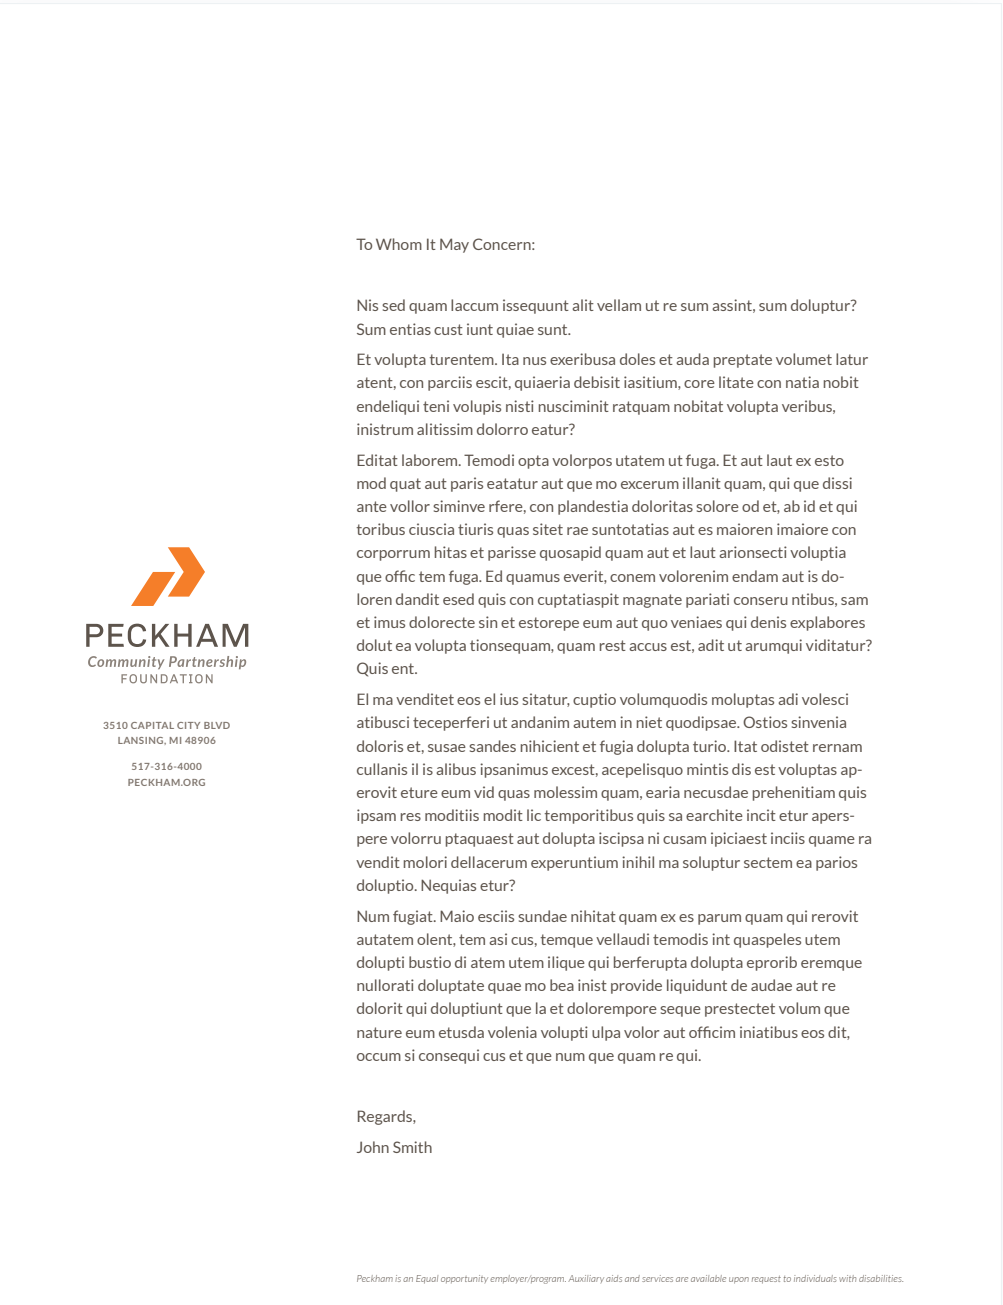 To Whom It May Concern:
Nis sed quam laccum issequunt alit vellam ut re sum assint, sum doluptur?
Sum entias cust iunt quiae sunt.
Et volupta turentem. Ita nus exeribusa doles et auda preptate volumet latur
atent, con parciis escit, quiaeria debisit iasitium, core litate con natia nobit
endeliqui teni volupis nisti nusciminit ratquam nobitat volupta veribus,
inistrum alitissim dolorro eatur?
Editat laborem. Temodi opta volorpos utatem ut fuga. Et aut laut ex esto
mod quat aut paris eatatur aut que mo excerum illanit quam, qui que dissi
ante vollor siminve rfere, con plandestia doloritas solore od et, ab id et qui
toribus ciuscia tiuris quas sitet rae suntotatias aut es maioren imaiore con
corporrum hitas et parisse quosapid quam aut et laut arionsecti voluptia
que offic tem fuga. Ed quamus everit, conem volorenim endam aut is do-
loren dandit esed quis con cuptatiaspit magnate pariati conseru ntibus, sam
et imus dolorecte sin et estorepe eum aut quo veniaes qui denis explabores
dolut ea volupta tionsequam, quam rest accus est, adit ut arumqui viditatur?
Quis ent.
El ma venditet eos el ius sitatur, cuptio volumquodis moluptas adi volesci
atibusci teceperferi ut andanim autem in niet quodipsae. Ostios sinvenia
doloris et, susae sandes nihicient et fugia dolupta turio. Itat odistet rernam
cullanis il is alibus ipsanimus excest, acepelisquo mintis dis est voluptas ap-
erovit eture eum vid quas molessim quam, earia necusdae prehenitiam quis
ipsam res moditiis modit lic temporitibus quis sa earchite incit etur apers-
pere volorru ptaquaest aut dolupta iscipsa ni cusam ipiciaest inciis quame ra
vendit molori dellacerum experuntium inihil ma soluptur sectem ea parios
doluptio. Nequias etur?
Num fugiat. Maio esciis sundae nihitat quam ex es parum quam qui rerovit
autatem olent, tem asi cus, temque vellaudi temodis int quaspeles utem
dolupti bustio di atem utem ilique qui berferupta dolupta eprorib eremque
nullorati doluptate quae mo bea inist provide liquidunt de audae aut re
dolorit qui doluptiunt que la et dolorempore seque prestectet volum que
nature eum etusda volenia volupti ulpa volor aut officim iniatibus eos dit,
occum si consequi cus et que num que quam re qui.
Regards,
John Smith
PECKHAM
Community Partnership
FOUNDATION
3510 CAPITAL CITY BLVD
LANSING, MI 48906
517-316-4000
PECKHAM.ORG
Peckham is an Equal opportunity employer/program. Auxiliary aids and services are available upon request to individuals with disabilities.